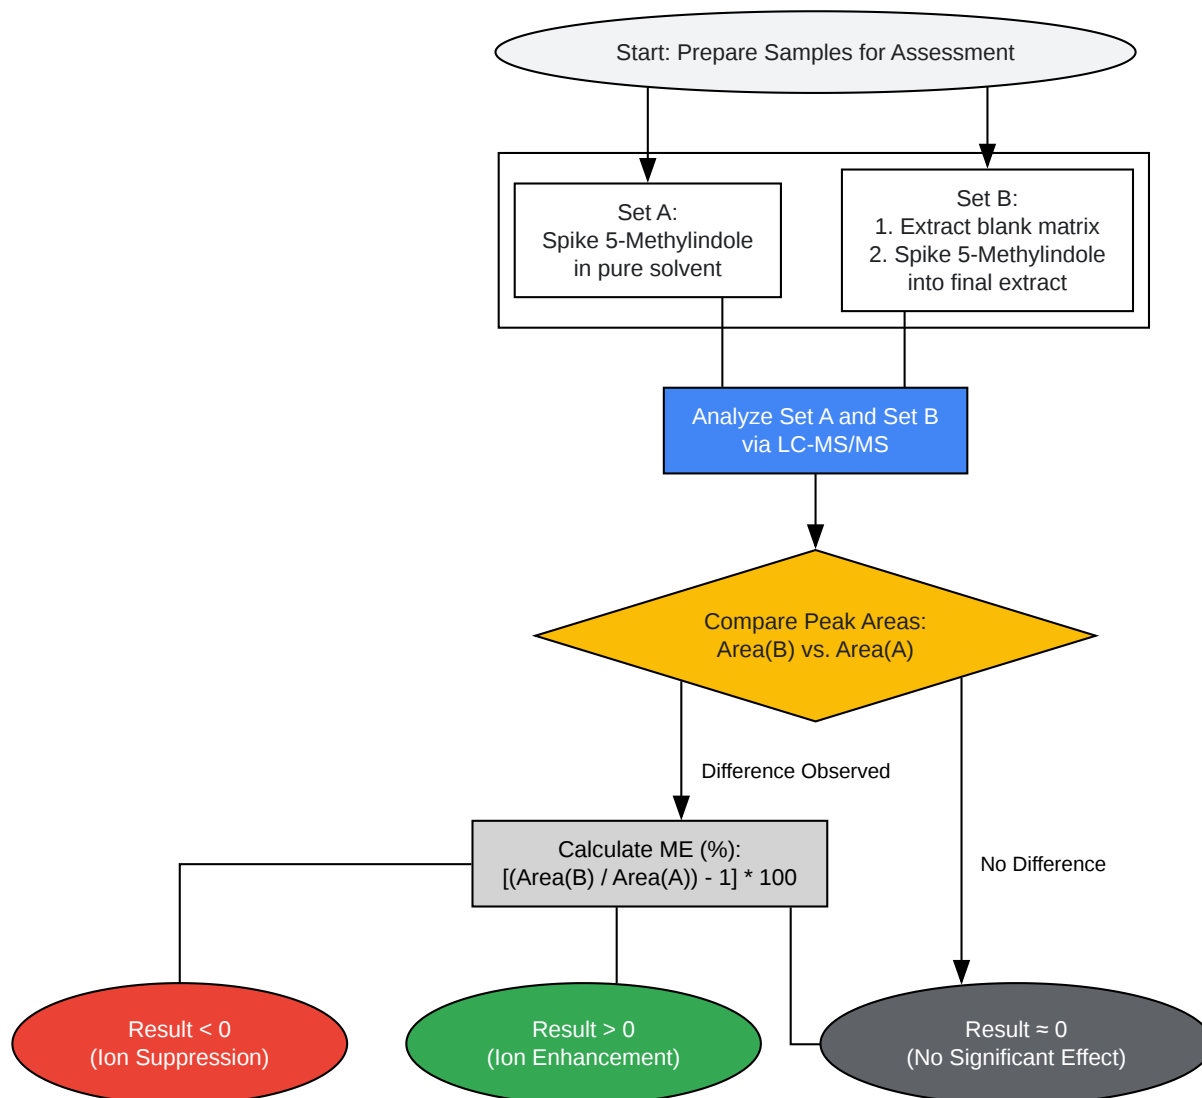 Start: Prepare Samples for Assessment
Set A:
Spike 5-Methylindole
in pure solvent
Set B:
1. Extract blank matrix
2. Spike 5-Methylindole
into final extract
Analyze Set A and Set B
via LC-MS/MS
Compare Peak Areas:
Area(B) vs. Area(A)
Difference Observed
No Difference
Calculate ME (%):
[(Area(B) / Area(A)) - 1] * 100
Result < 0
(Ion Suppression)
Result > 0
(Ion Enhancement)
Result ≈ 0
(No Significant Effect)